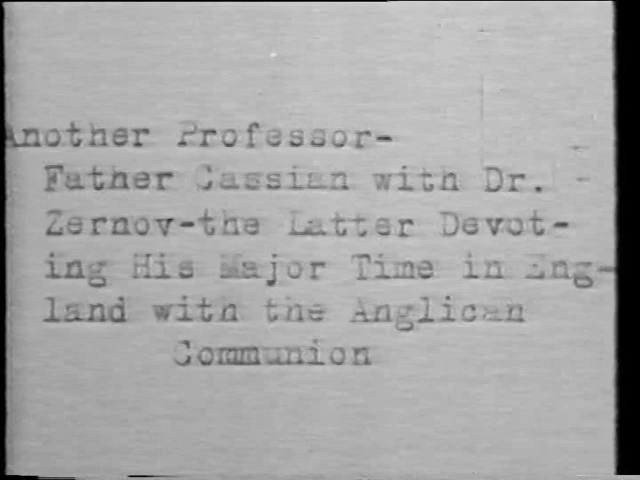 Another Professor-
Father Cassian with Dr.
Zernov-the Latter Devot-
ing His Major Time in Eng-
land with the Anglican
Communion